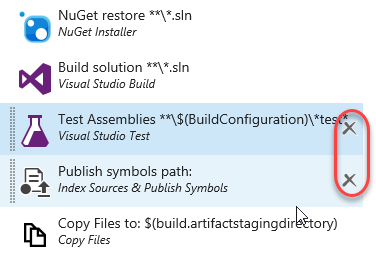 NuGet restore **\*.sln
NuGet Installer
Build solution **\*.sln
Visual Studio Build
Test Assemblies **\$(BuildConfiguration)\*test*
Visual Studio Test
Publish symbols path:
Index Sources & Publish Symbols
Copy Files to: $(build.artifactstagingdirectory)
Copy Files